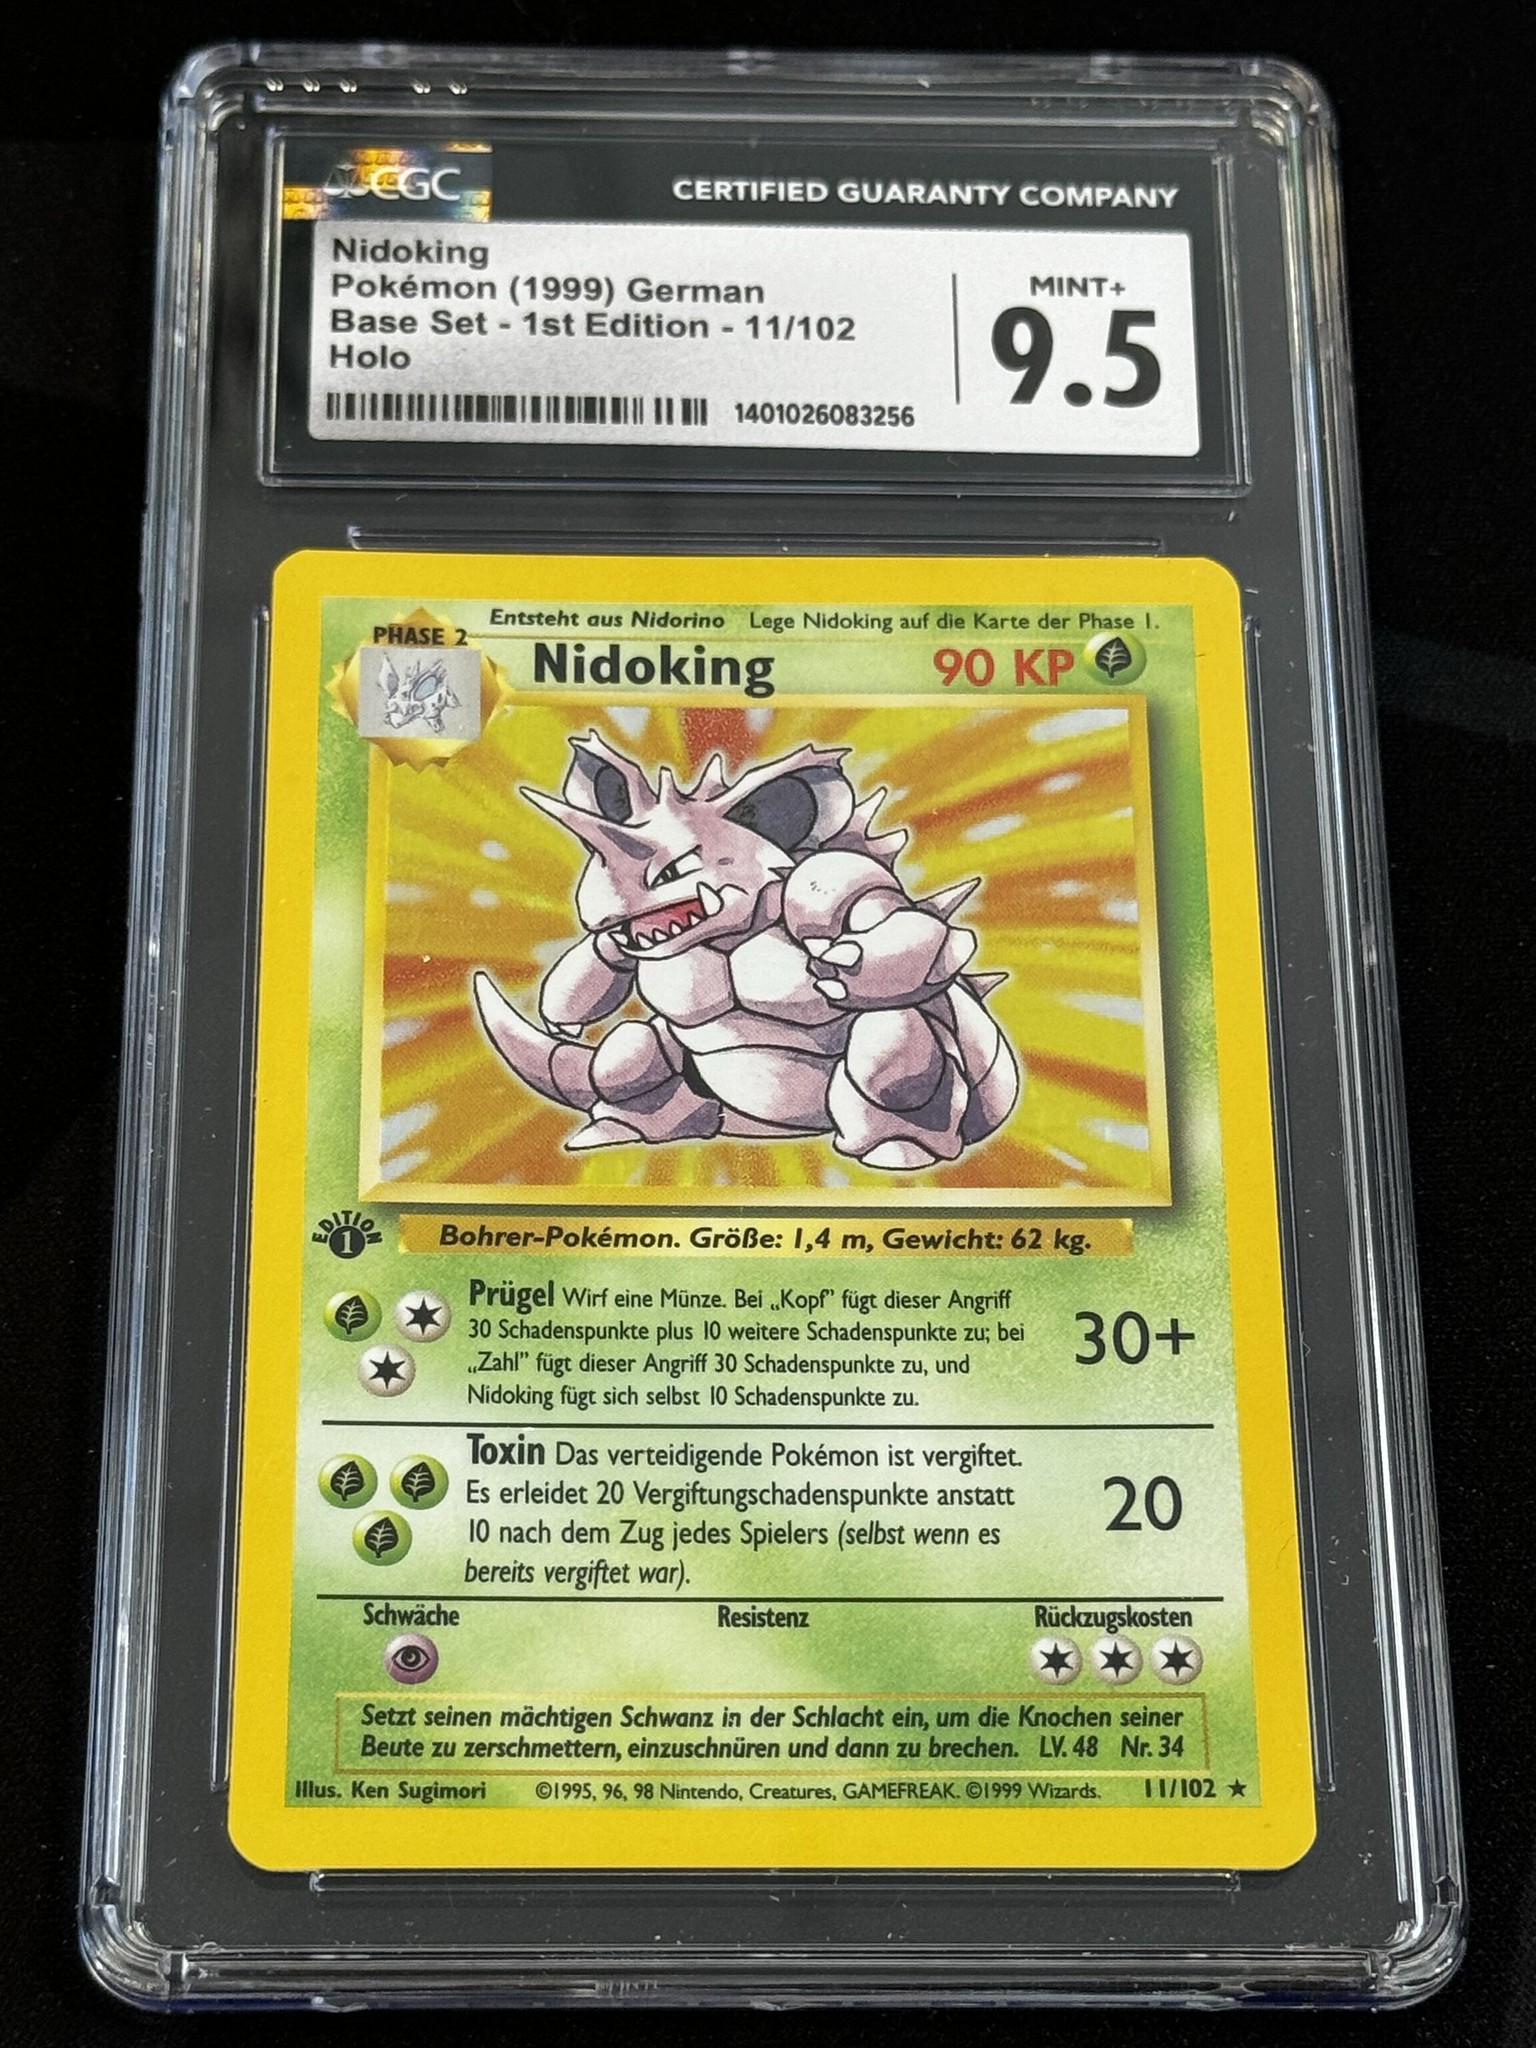 CGC
CERTIFIED GUARANTY COMPANY
Nidoking
Pokémon (1999) German
Base Set - 1st Edition - 11/102
Holo
1401026083256
MINT+
9.5
Entsteht aus Nidorino Lege Nidoking auf die Karte der Phase 1.
PHASE 2
Nidoking
90 KP
EDITION
1
Bohrer-Pokémon. Größe: 1,4 m, Gewicht: 62 kg.
Prügel Wirf eine Münze. Bei „Kopf” fügt dieser Angriff
30 Schadenspunkte plus 10 weitere Schadenspunkte zu; bei
„Zahl” fügt dieser Angriff 30 Schadenspunkte zu, und
Nidoking fügt sich selbst 10 Schadenspunkte zu.
30+
Toxin Das verteidigende Pokémon ist vergiftet.
Es erleidet 20 Vergiftungschadenspunkte anstatt
10 nach dem Zug jedes Spielers (selbst wenn es
bereits vergiftet war).
20
Schwäche Resistenz Rückzugskosten
Setzt seinen mächtigen Schwanz in der Schlacht ein, um die Knochen seiner
Beute zu zerschmettern, einzuschnüren und dann zu brechen. LV. 48 Nr. 34
Illus. Ken Sugimori ©1995, 96, 98 Nintendo, Creatures, GAMEFREAK. ©1999 Wizards. 11/102 ★